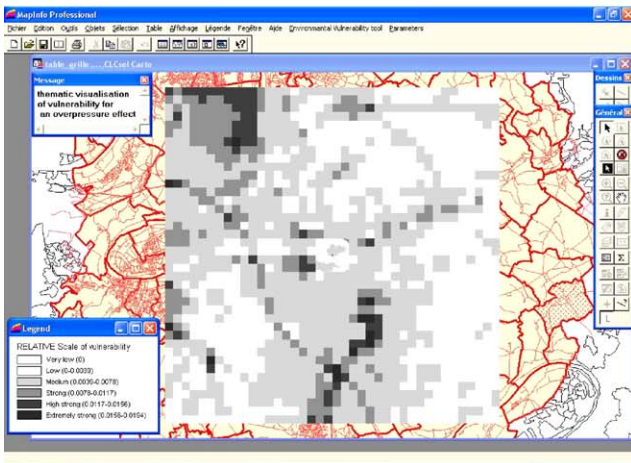 MapInfo Professional
Fichier Edition Outils Objets Sélection Table Affichage Légende Fenêtre Aide Environmental Vulnerability tool Parameters
table_grille ,...,CLCsel Carte
Message
thematic visualisation
of vulnerability for
an overpressure effect
Dessins
Général
Legend
RELATIVE Scale of vulnerability
Very low (0)
Low (0-0.0039)
Medium (0.0039-0.0078)
Strong (0.0078-0.0117)
High strong (0.0117-0.0156)
Extremely strong (0.0156-0.0194)